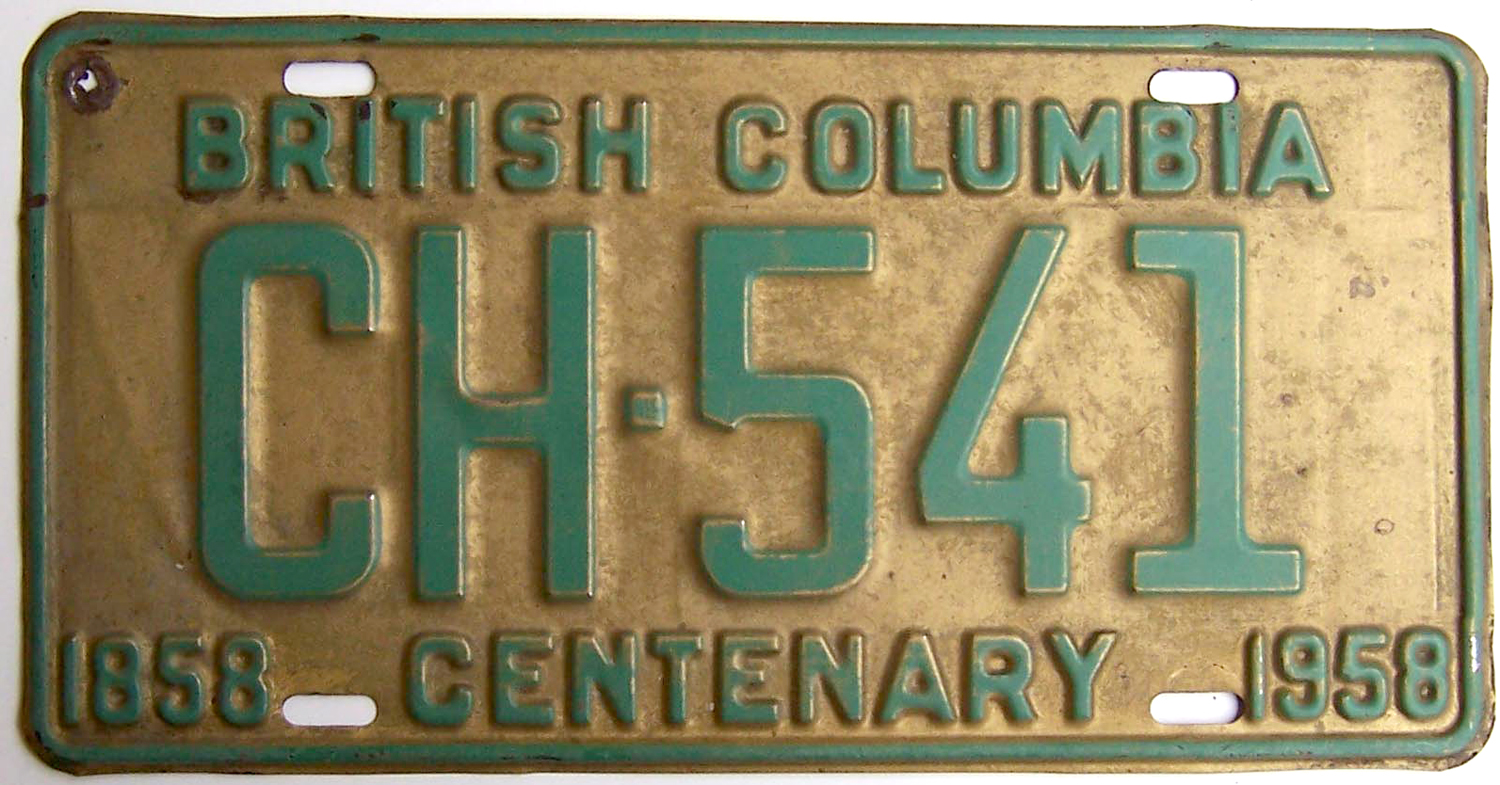 BRITISH COLUMBIA
CH-541
1858 CENTENARY 1958